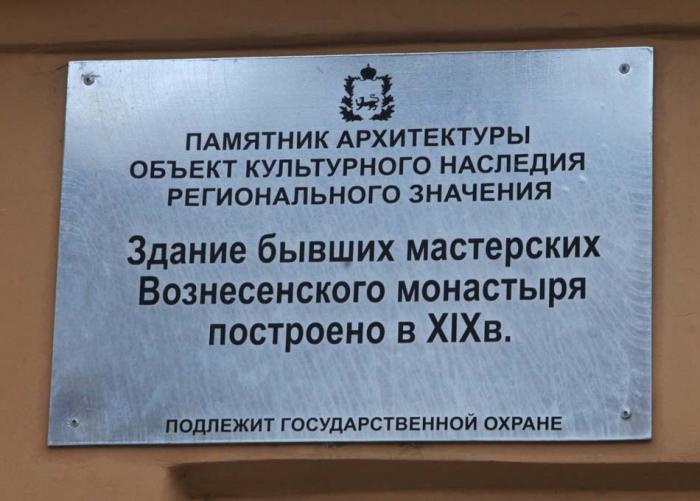 ПАМЯТНИК АРХИТЕКТУРЫ
ОБЪЕКТ КУЛЬТУРНОГО НАСЛЕДИЯ
РЕГИОНАЛЬНОГО ЗНАЧЕНИЯ
Здание бывших мастерских
Вознесенского монастыря
построено в XIXв.
ПОДЛЕЖИТ ГОСУДАРСТВЕННОЙ ОХРАНЕ